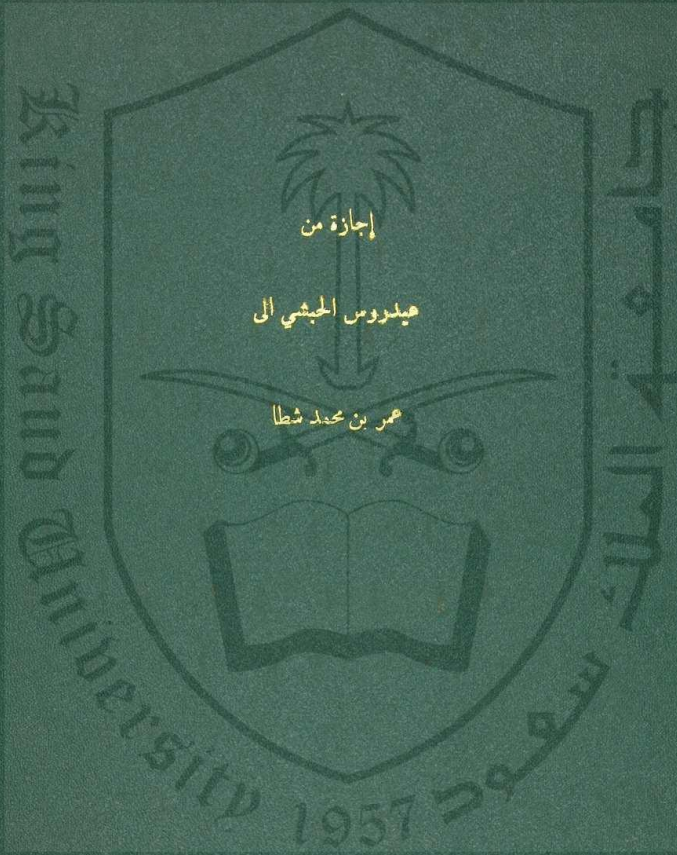 إجازة من
عيدروس الحبشي الى
عمر بن محمد شطا
King Saud University 1957
جامعة الملك سعود